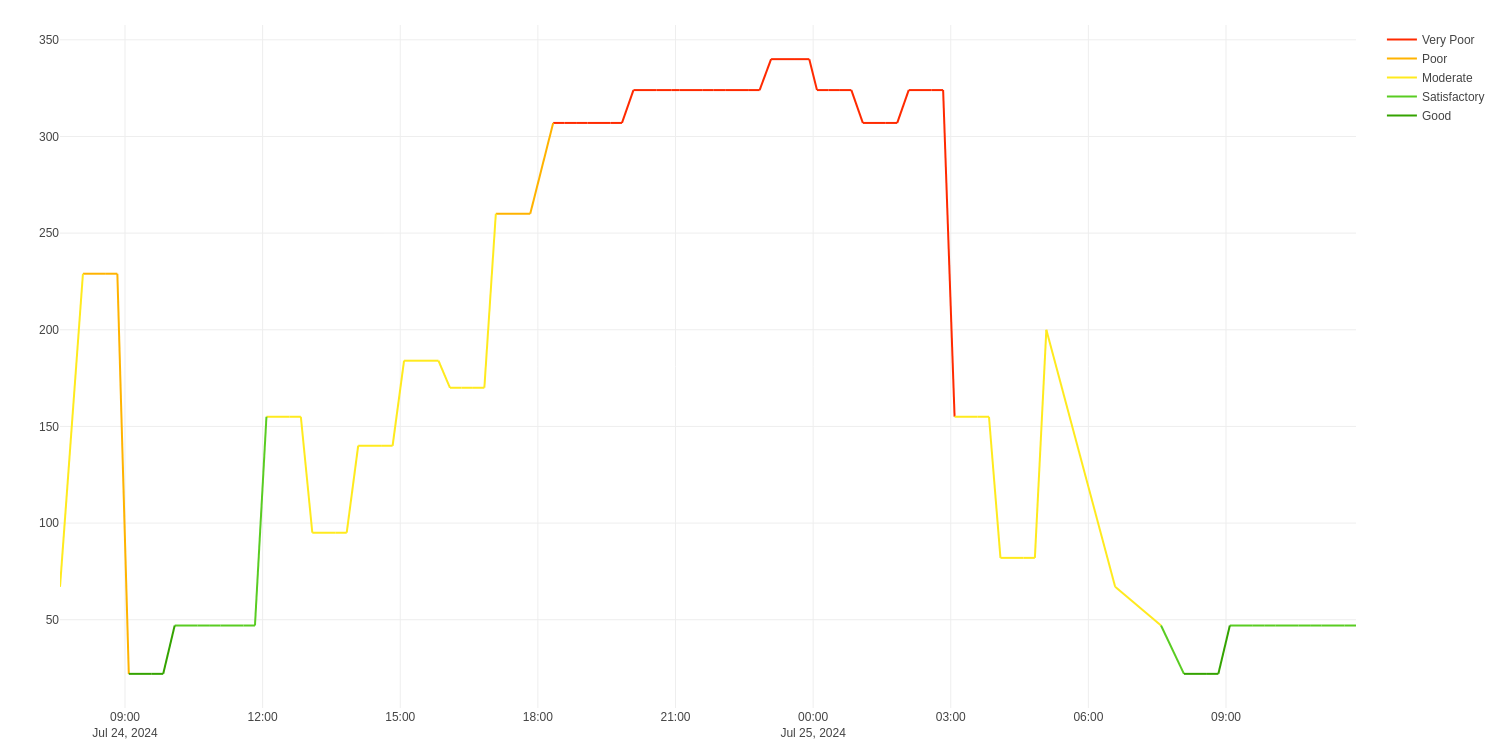 350
300
250
200
150
100
50
09:00
Jul 24, 2024
12:00
15:00
18:00
21:00
00:00
Jul 25, 2024
03:00
06:00
09:00
Very Poor
Poor
Moderate
Satisfactory
Good